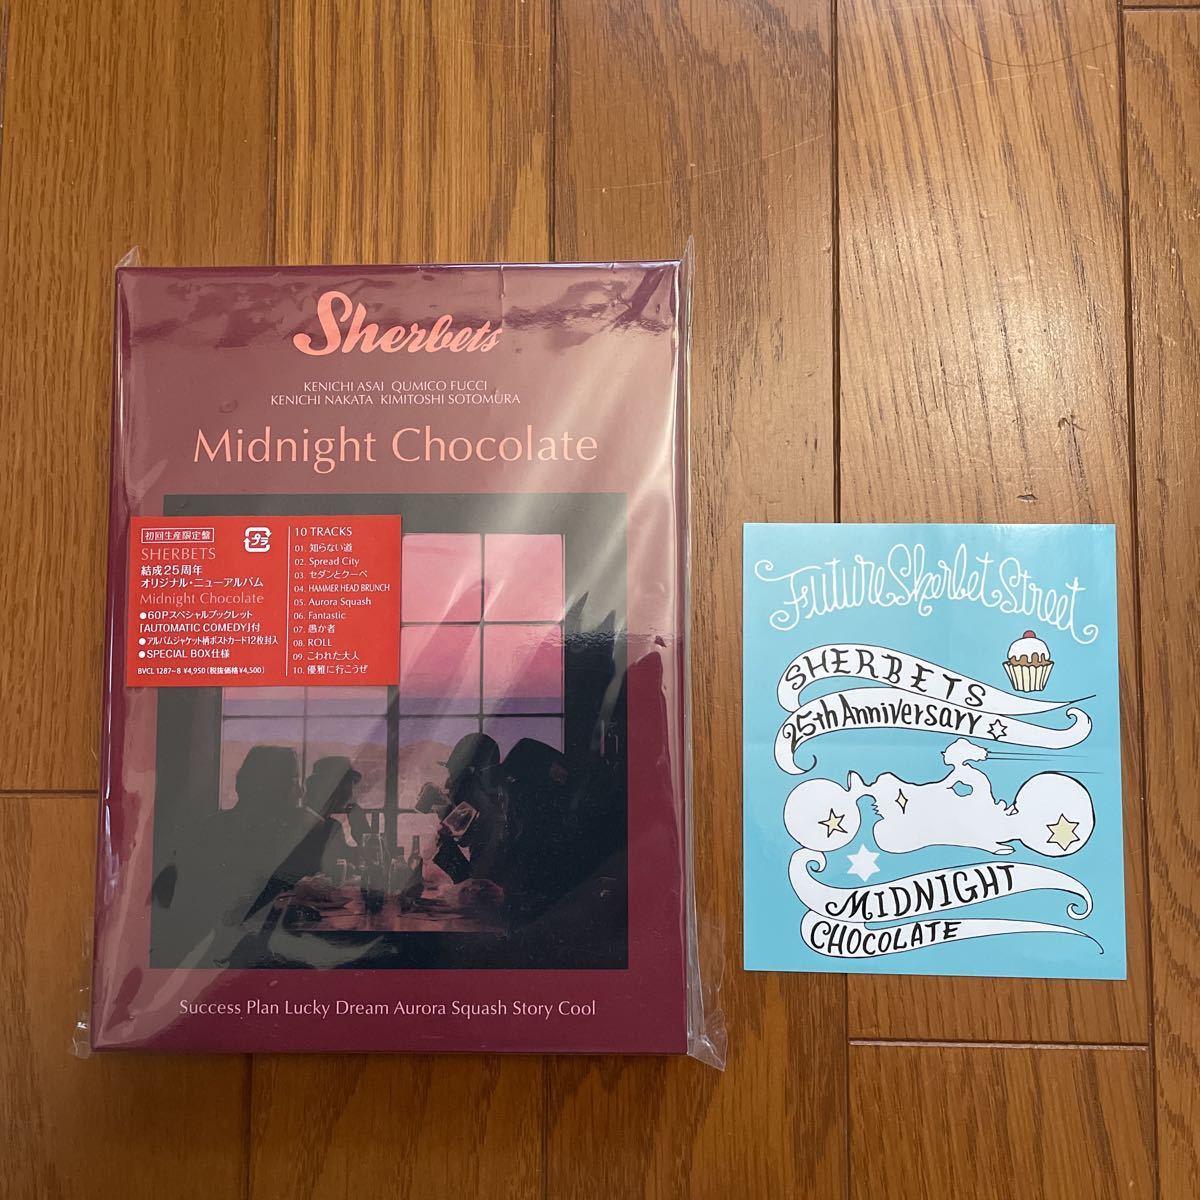 Sherbets
KENICHI ASAI QUMICO FUCCI
KENICHI NAKATA KIMITOSHI SOTOMURA
Midnight Chocolate
初回生産限定盤
プラ
SHERBETS
結成25周年
オリジナル・ニューアルバム
Midnight Chocolate
●60Pスペシャルブックレット
「AUTOMATIC COMEDY」付
●アルバムジャケット柄ポストカード12枚封入
●SPECIAL BOX仕様
BVCL 1287~8 ¥4,950(税抜価格¥4,500)
10 TRACKS
01. 知らない道
02. Spread City
03. セダンとクーペ
04. HAMMER HEAD BRUNCH
05. Aurora Squash
06. Fantastic
07. 愚か者
08. ROLL
09. こわれた大人
10. 優雅に行こうぜ
Success Plan Lucky Dream Aurora Squash Story Cool
Future Sherbet Street
SHERBETS
25th Anniversary
MIDNIGHT
CHOCOLATE